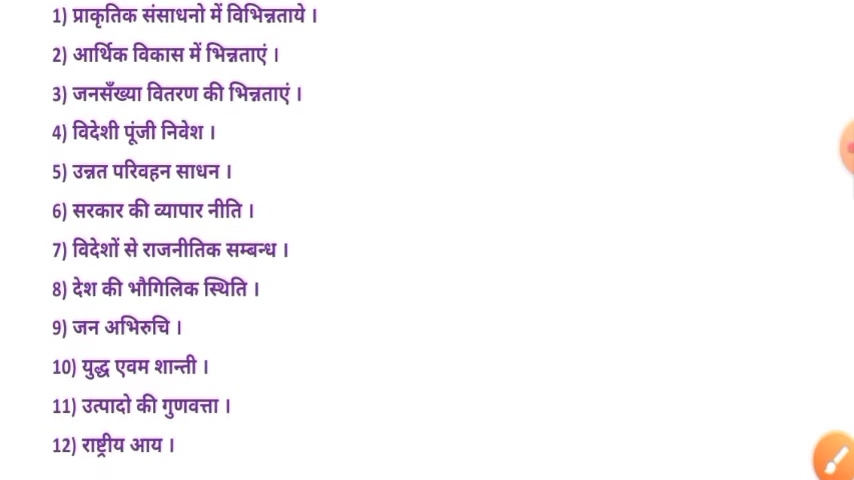 1) प्राकृतिक संसाधनो में विभिन्नताये ।
2) आर्थिक विकास में भिन्नताएं ।
3) जनसँख्या वितरण की भिन्नताएं ।
4) विदेशी पूंजी निवेश ।
5) उन्नत परिवहन साधन ।
6) सरकार की व्यापार नीति ।
7) विदेशों से राजनीतिक सम्बन्ध ।
8) देश की भौगिलिक स्थिति ।
9) जन अभिरुचि ।
10) युद्ध एवम शान्ती ।
11) उत्पादो की गुणवत्ता ।
12) राष्ट्रीय आय ।